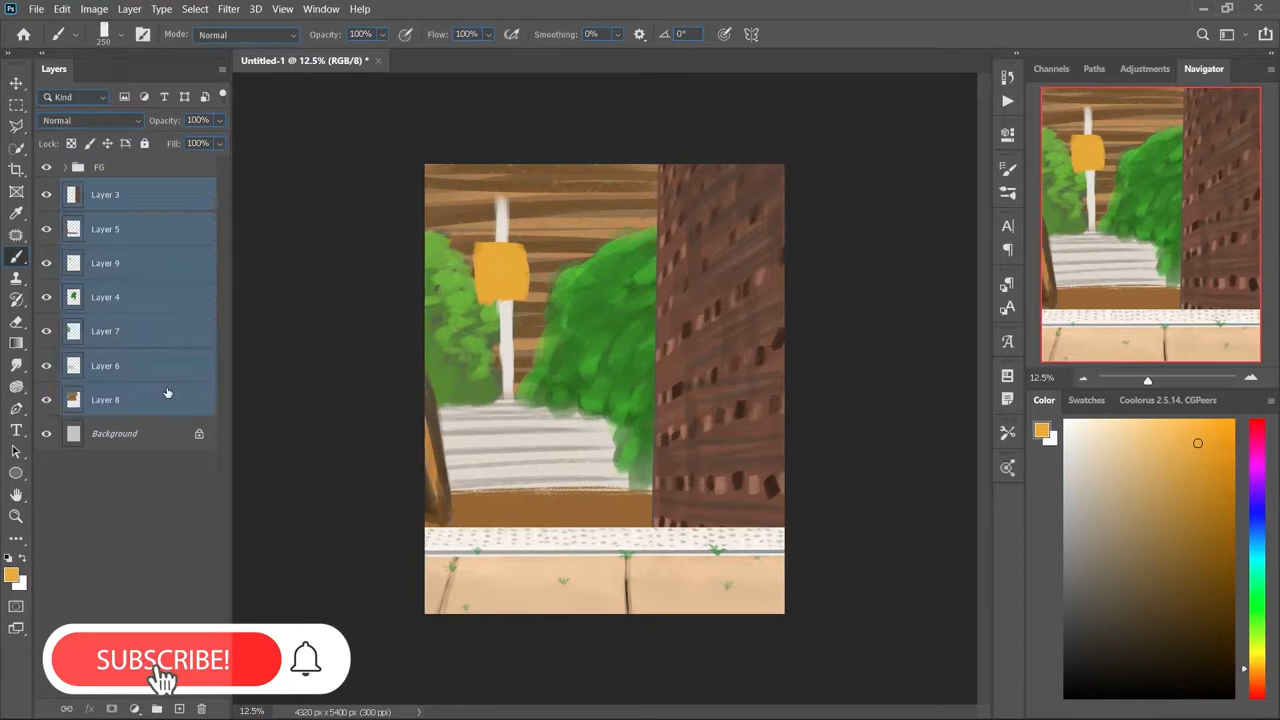 File Edit Image Layer Type Select Filter 3D View Window Help
250 Mode: Normal Opacity: 100% Flow: 100% Smoothing: 0% 0°
Layers
Untitled-1 @ 12.5% (RGB/8) *
Channels Paths Adjustments Navigator
Kind
Normal Opacity: 100%
Lock: Fill: 100%
FG
Layer 3
Layer 5
Layer 9
Layer 4
Layer 7
Layer 6
Layer 8
Background
12.5%
Color Swatches Coolorus 2.5.14. CGPeers
SUBSCRIBE!
12.5% 4320 px x 5400 px (300 ppi)